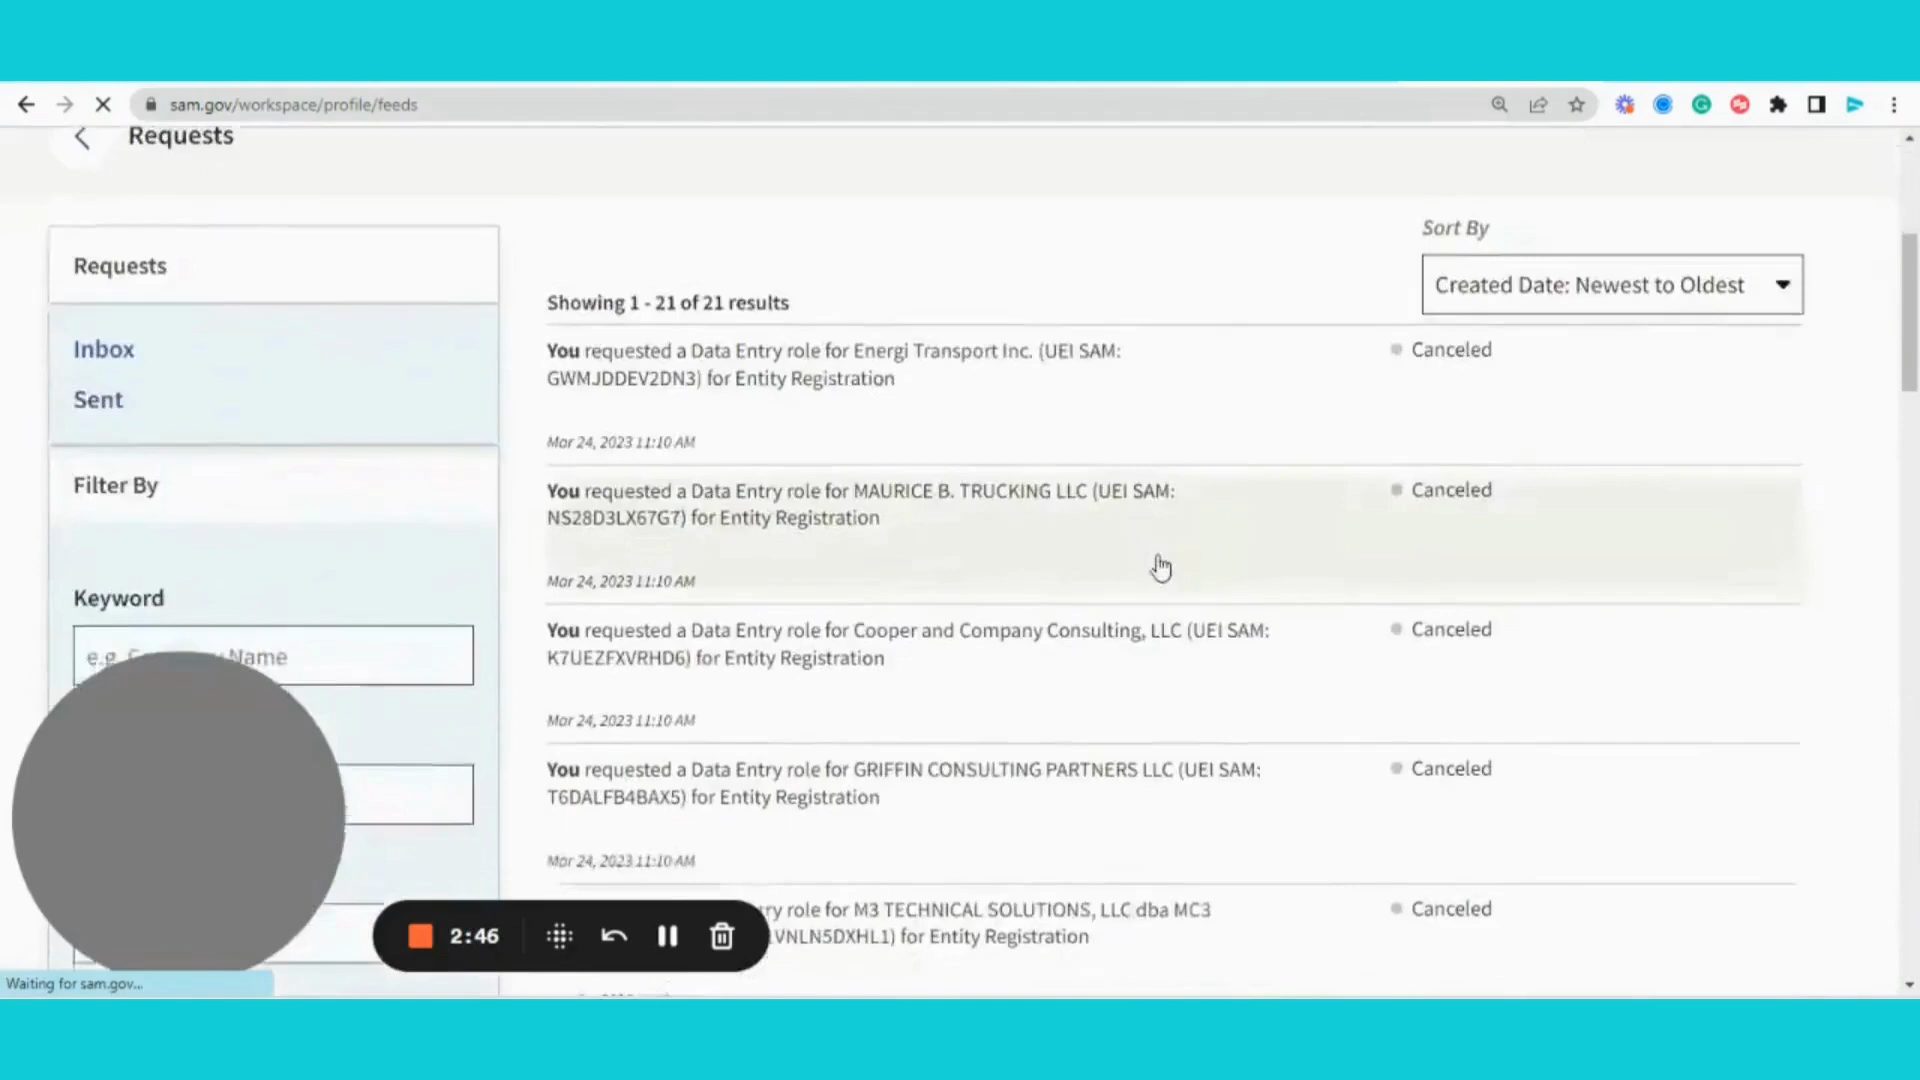 sam.gov/workspace/profile/feeds
Requests
Requests
Inbox
Sent
Filter By
Keyword
e.g. Name
Sort By
Created Date: Newest to Oldest
Showing 1 - 21 of 21 results
You requested a Data Entry role for Energi Transport Inc. (UEI SAM:
GWMJDDEV2DN3) for Entity Registration
Canceled
Mar 24, 2023 11:10 AM
You requested a Data Entry role for MAURICE B. TRUCKING LLC (UEI SAM:
NS28D3LX67G7) for Entity Registration
Canceled
Mar 24, 2023 11:10 AM
You requested a Data Entry role for Cooper and Company Consulting, LLC (UEI SAM:
K7UEZFXVRHD6) for Entity Registration
Canceled
Mar 24, 2023 11:10 AM
You requested a Data Entry role for GRIFFIN CONSULTING PARTNERS LLC (UEI SAM:
T6DALFB4BAX5) for Entity Registration
Canceled
Mar 24, 2023 11:10 AM
role for M3 TECHNICAL SOLUTIONS, LLC dba MC3
VNLN5DXHL1) for Entity Registration
Canceled
2:46
Waiting for sam.gov...